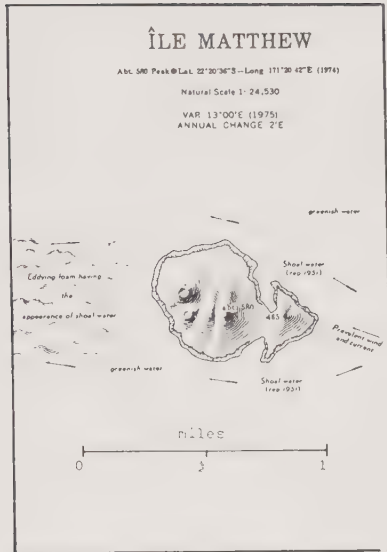 ÎLE MATTHEW
Abt. 580 Peak Lat. 22°20'36"S – Long 171°20'42"E (1974)
Natural Scale 1: 24,530
VAR. 13°00'E (1975)
ANNUAL CHANGE 2'E
greenish water
Shoal water
(rep 1931)
Eddying foam having
the
appearance of shoal water
abt 580
483
Prevalent wind
and current
greenish water
Shoal water
(rep 1931)
miles
0 ½ 1